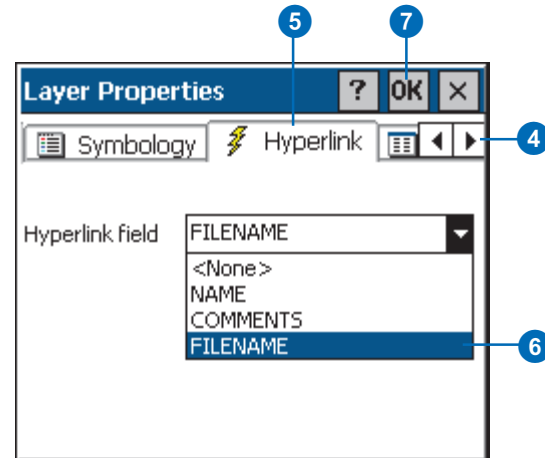 5 7
Layer Properties ? OK ×
Symbology Hyperlink 4
Hyperlink field FILENAME
<None>
NAME
COMMENTS
FILENAME 6